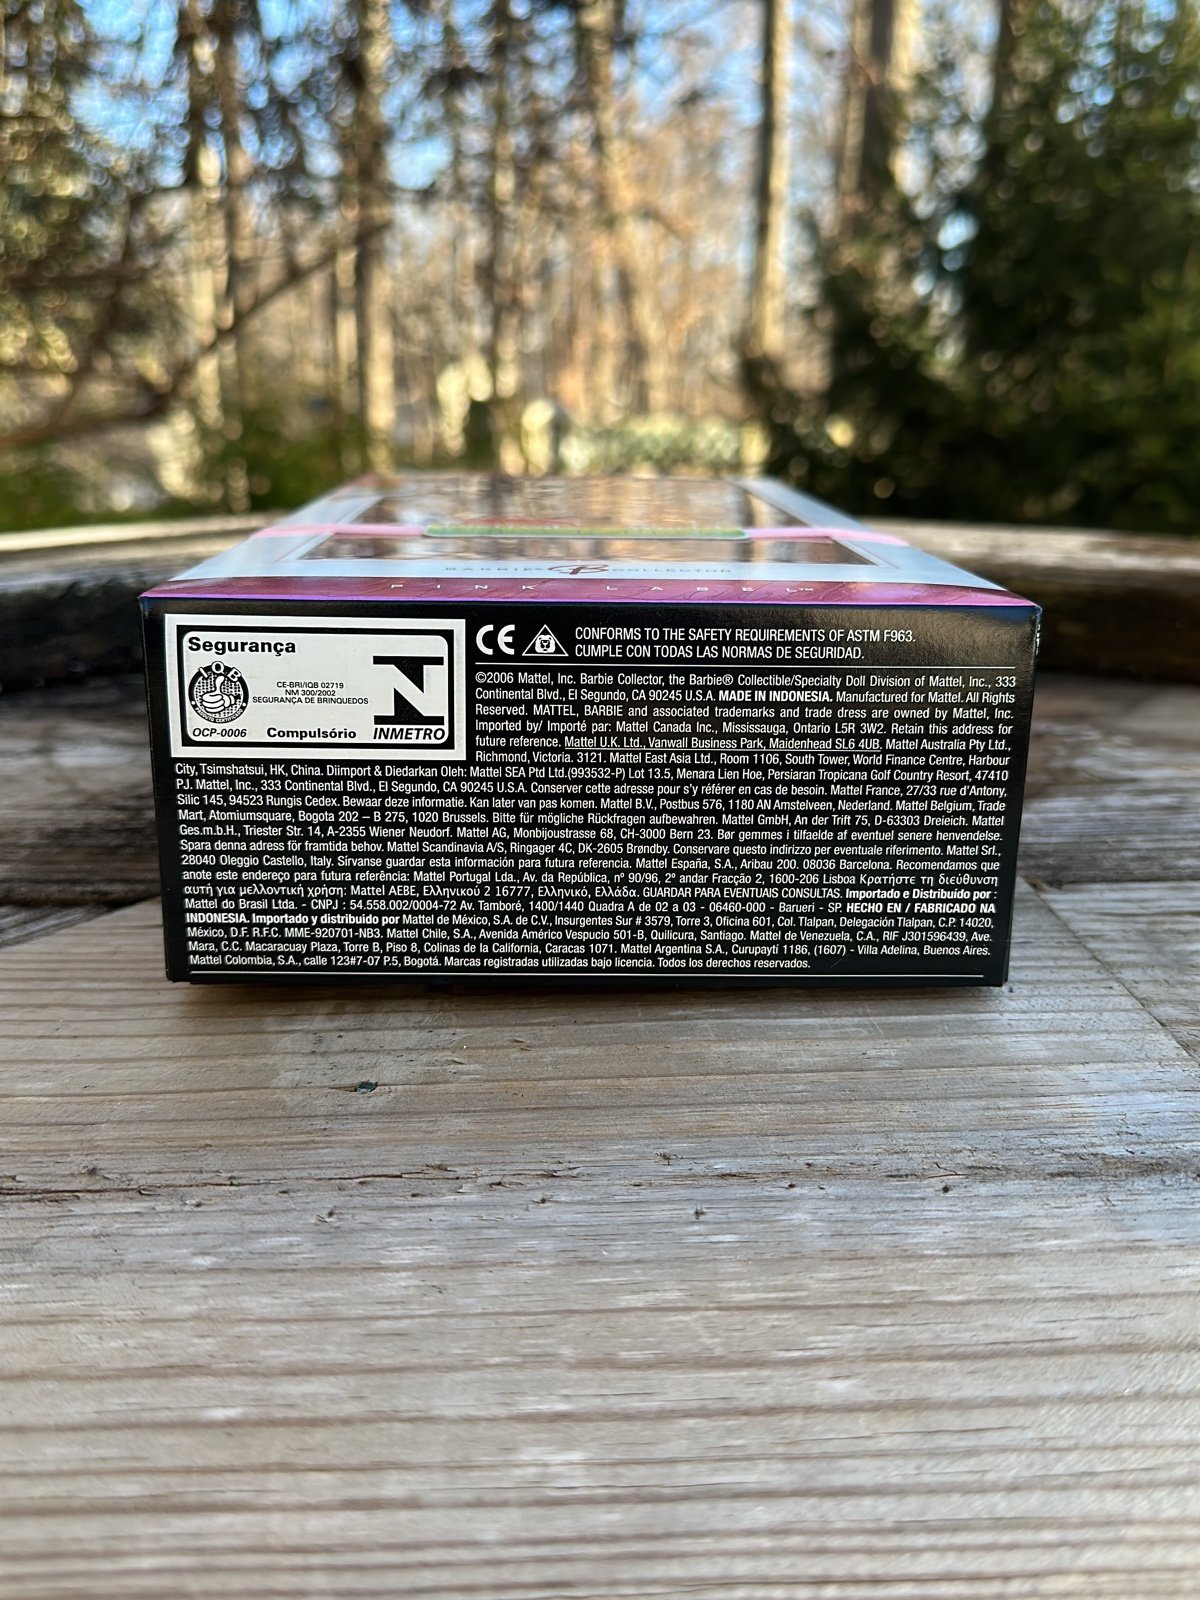 BARBIE B COLLECTOR
PINK LABEL™
Segurança
IQB
PRODUTO CERTIFICADO
CE-BRI/IQB 02719
NM 300/2002
SEGURANÇA DE BRINQUEDOS
OCP-0006 Compulsório INMETRO
CE CONFORMS TO THE SAFETY REQUIREMENTS OF ASTM F963.
CUMPLE CON TODAS LAS NORMAS DE SEGURIDAD.
©2006 Mattel, Inc. Barbie Collector, the Barbie® Collectible/Specialty Doll Division of Mattel, Inc., 333
Continental Blvd., El Segundo, CA 90245 U.S.A. MADE IN INDONESIA. Manufactured for Mattel. All Rights
Reserved. MATTEL, BARBIE and associated trademarks and trade dress are owned by Mattel, Inc.
Imported by/ Importé par: Mattel Canada Inc., Mississauga, Ontario L5R 3W2. Retain this address for
future reference. Mattel U.K. Ltd., Vanwall Business Park, Maidenhead SL6 4UB. Mattel Australia Pty Ltd.,
Richmond, Victoria. 3121. Mattel East Asia Ltd., Room 1106, South Tower, World Finance Centre, Harbour
City, Tsimshatsui, HK, China. Diimport & Diedarkan Oleh: Mattel SEA Ptd Ltd.(993532-P) Lot 13.5, Menara Lien Hoe, Persiaran Tropicana Golf Country Resort, 47410
PJ. Mattel, Inc., 333 Continental Blvd., El Segundo, CA 90245 U.S.A. Conserver cette adresse pour s'y référer en cas de besoin. Mattel France, 27/33 rue d'Antony,
Silic 145, 94523 Rungis Cedex. Bewaar deze informatie. Kan later van pas komen. Mattel B.V., Postbus 576, 1180 AN Amstelveen, Nederland. Mattel Belgium, Trade
Mart, Atomiumsquare, Bogota 202 – B 275, 1020 Brussels. Bitte für mögliche Rückfragen aufbewahren. Mattel GmbH, An der Trift 75, D-63303 Dreieich. Mattel
Ges.m.b.H., Triester Str. 14, A-2355 Wiener Neudorf. Mattel AG, Monbijoustrasse 68, CH-3000 Bern 23. Bør gemmes i tilfaelde af eventuel senere henvendelse.
Spara denna adress för framtida behov. Mattel Scandinavia A/S, Ringager 4C, DK-2605 Brøndby. Conservare questo indirizzo per eventuale riferimento. Mattel Srl.,
28040 Oleggio Castello, Italy. Sírvanse guardar esta información para futura referencia. Mattel España, S.A., Aribau 200. 08036 Barcelona. Recomendamos que
anote este endereço para futura referência: Mattel Portugal Lda., Av. da República, nº 90/96, 2º andar Fracção 2, 1600-206 Lisboa Κρατήστε τη διεύθυνση
αυτή για μελλοντική χρήση: Mattel AEBE, Ελληνικού 2 16777, Ελληνικό, Ελλάδα. GUARDAR PARA EVENTUAIS CONSULTAS. Importado e Distribuido por :
Mattel do Brasil Ltda. - CNPJ : 54.558.002/0004-72 Av. Tamboré, 1400/1440 Quadra A de 02 a 03 - 06460-000 - Barueri - SP. HECHO EN / FABRICADO NA
INDONESIA. Importado y distribuido por Mattel de México, S.A. de C.V., Insurgentes Sur # 3579, Torre 3, Oficina 601, Col. Tlalpan, Delegación Tlalpan, C.P. 14020,
México, D.F. R.F.C. MME-920701-NB3. Mattel Chile, S.A., Avenida Américo Vespucio 501-B, Quilicura, Santiago. Mattel de Venezuela, C.A., RIF J301596439, Ave.
Mara, C.C. Macaracuay Plaza, Torre B, Piso 8, Colinas de la California, Caracas 1071. Mattel Argentina S.A., Curupaytí 1186, (1607) - Villa Adelina, Buenos Aires.
Mattel Colombia, S.A., calle 123#7-07 P.5, Bogotá. Marcas registradas utilizadas bajo licencia. Todos los derechos reservados.